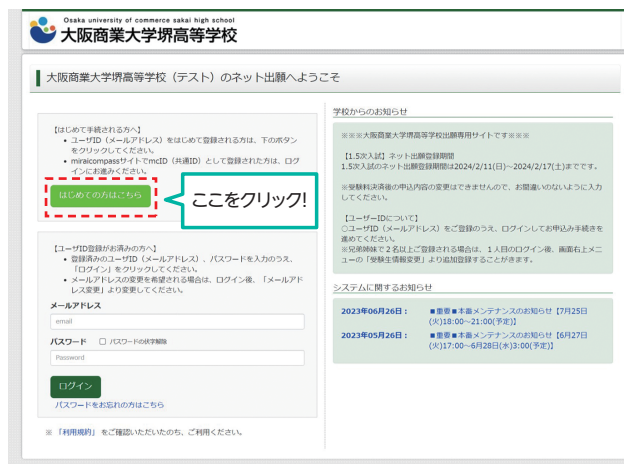 Osaka university of commerce sakai high school
大阪商業大学堺高等学校
大阪商業大学堺高等学校（テスト）のネット出願へようこそ
【はじめて手続される方へ】
• ユーザID（メールアドレス）をはじめて登録される方は、下のボタン
をクリックしてください。
• miraicompassサイトでmcID（共通ID）として登録された方は、ログ
インにお進みください。
はじめての方はこちら
ここをクリック!
【ユーザID登録がお済みの方へ】
• 登録済みのユーザID（メールアドレス）、パスワードを入力のうえ、
「ログイン」をクリックしてください。
• メールアドレスの変更を希望される場合は、ログイン後、「メールアド
レス変更」より変更してください。
メールアドレス
email
パスワード □ パスワードの伏字解除
Password
ログイン
パスワードをお忘れの方はこちら
「利用規約」 をご確認いただいたのち、ご利用ください。
学校からのお知らせ
※※※大阪商業大学堺高等学校出願専用サイトです※※※
【1.5次入試】ネット出願登録期間
1.5次入試のネット出願登録期間は2024/2/11(日)～2024/2/17(土)までです。
※受験料決済後の申込内容の変更はできませんので、お間違いのないように入力
してください。
【ユーザーIDについて】
○ユーザID（メールアドレス）をご登録のうえ、ログインしてお申込み手続きを
進めてください。
※兄弟姉妹で２名以上ご登録される場合は、１人目のログイン後、画面右上メニ
ューの「受験生情報変更」より追加登録することができます。
システムに関するお知らせ
2023年06月26日： ■重要■本番メンテナンスのお知らせ【7月25日
(火)18:00～21:00(予定)】
2023年05月26日： ■重要■本番メンテナンスのお知らせ【6月27日
(火)17:00～6月28日(水)3:00(予定)】